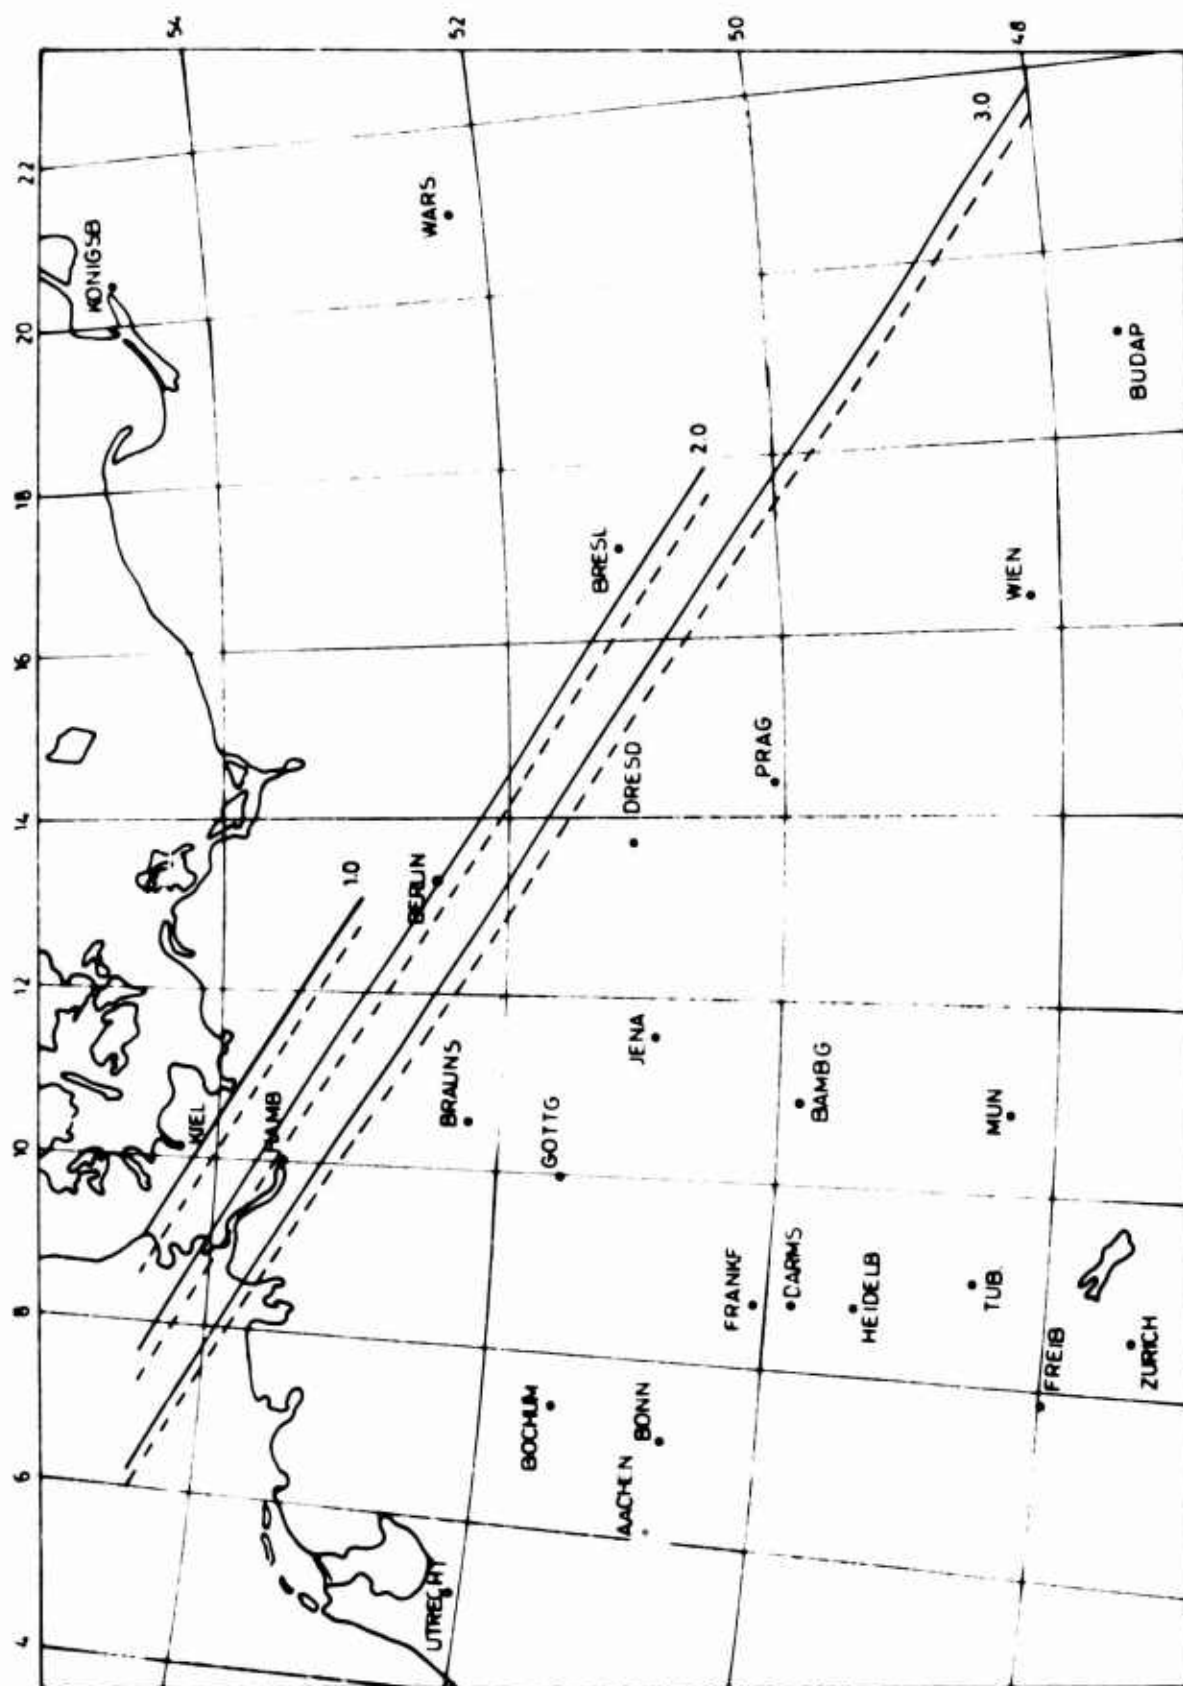 54
52
50
48
22
20
18
16
14
12
10
8
6
4
KONIGSB
WARS
3.0
BUDAP
2.0
BRESL
WIEN
DRESD
PRAG
1.0
BERLIN
JENA
BRAUNS
BAMBG
KIEL
HAMB
GOTTG
MUN
FRANKF
DARMS
HEIDELB
TUB.
FREIB
ZURICH
BOCHUM
BONN
AACHEN
UTRECHT